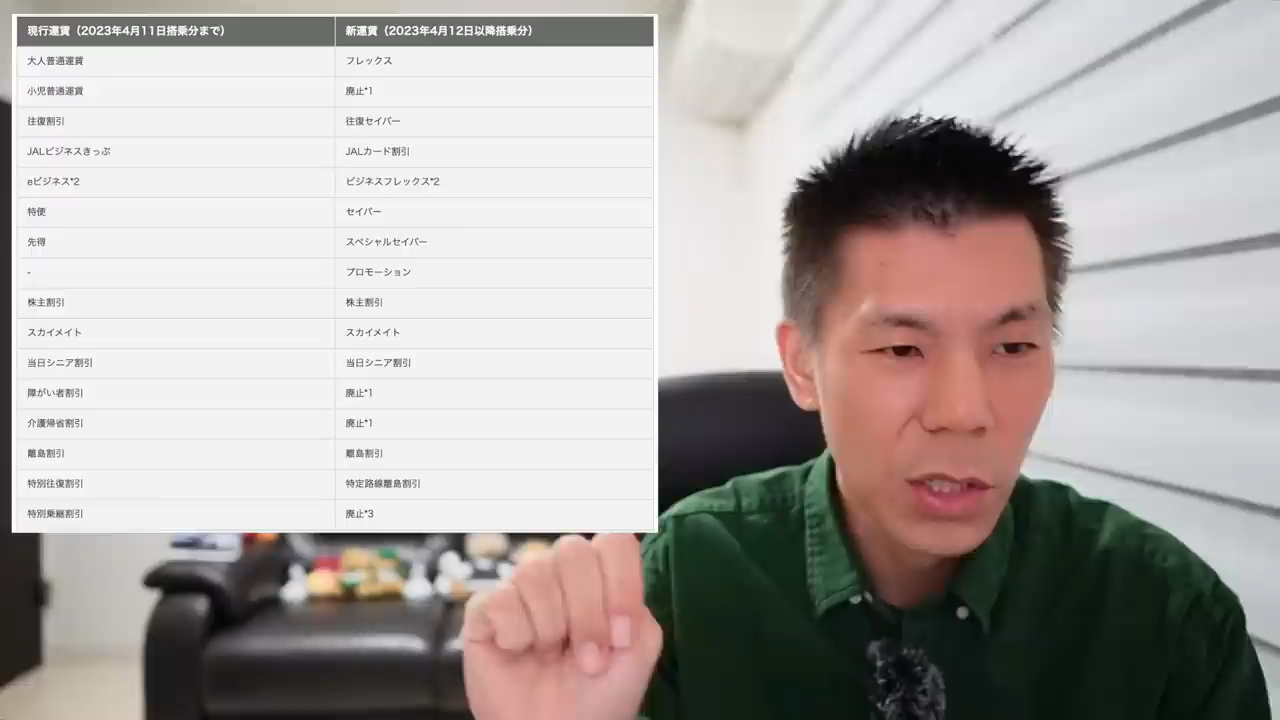 現行運賃（2023年4月11日搭乗分まで） 新運賃（2023年4月12日以降搭乗分）
大人普通運賃 フレックス
小児普通運賃 廃止*1
往復割引 往復セイバー
JALビジネスきっぷ JALカード割引
eビジネス*2 ビジネスフレックス*2
特便 セイバー
先得 スペシャルセイバー
- プロモーション
株主割引 株主割引
スカイメイト スカイメイト
当日シニア割引 当日シニア割引
障がい者割引 廃止*1
介護帰省割引 廃止*1
離島割引 離島割引
特別往復割引 特定路線離島割引
特別乗継割引 廃止*3